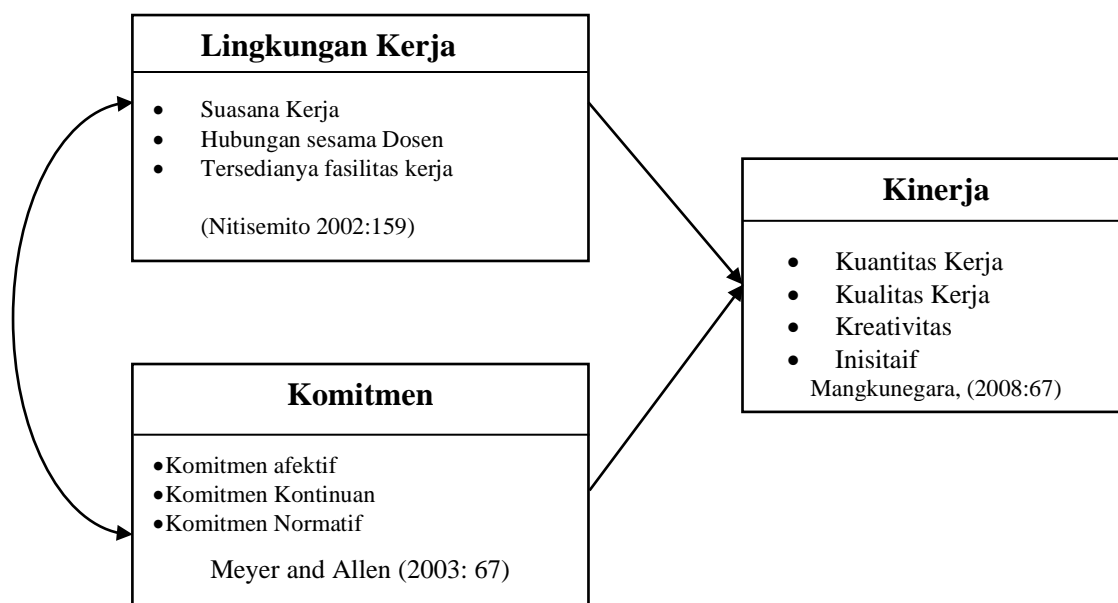 Lingkungan Kerja
• Suasana Kerja
• Hubungan sesama Dosen
• Tersedianya fasilitas kerja
(Nitisemito 2002:159)
Komitmen
•Komitmen afektif
•Komitmen Kontinuan
•Komitmen Normatif
Meyer and Allen (2003: 67)
Kinerja
• Kuantitas Kerja
• Kualitas Kerja
• Kreativitas
• Inisitaif
Mangkunegara, (2008:67)